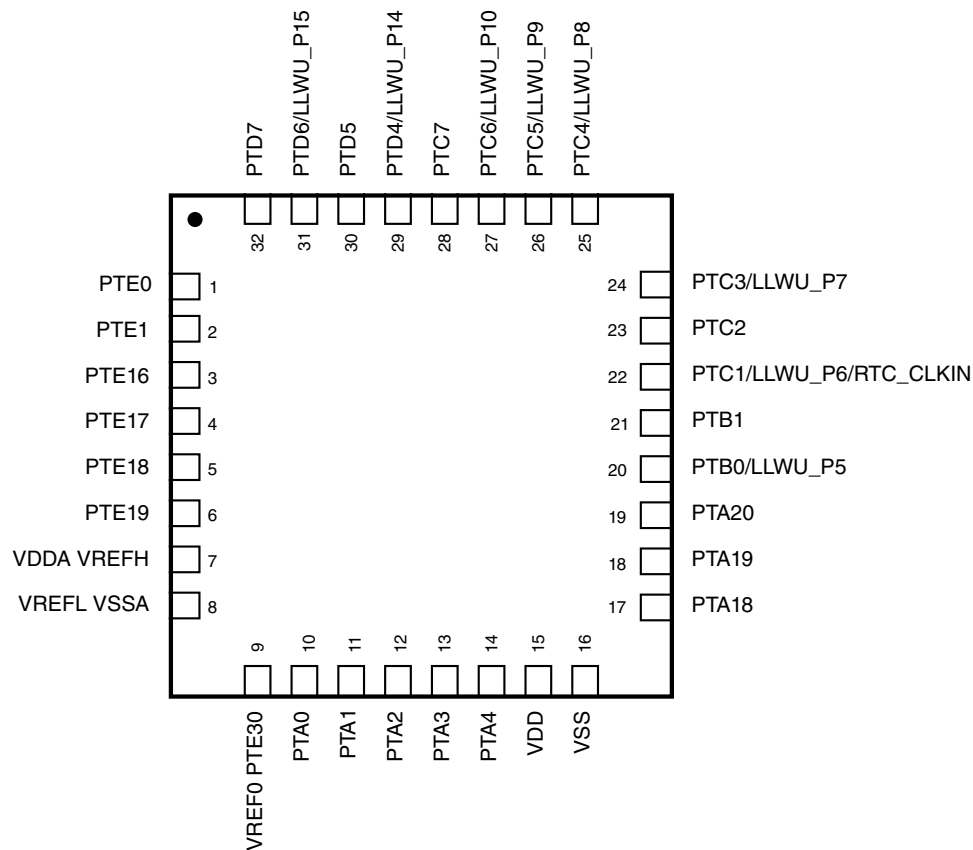 PTD7
PTD6/LLWU_P15
PTD5
PTD4/LLWU_P14
PTC7
PTC6/LLWU_P10
PTC5/LLWU_P9
PTC4/LLWU_P8
32
31
30
29
28
27
26
25
PTE0 1
PTE1 2
PTE16 3
PTE17 4
PTE18 5
PTE19 6
VDDA VREFH 7
VREFL VSSA 8
24 PTC3/LLWU_P7
23 PTC2
22 PTC1/LLWU_P6/RTC_CLKIN
21 PTB1
20 PTB0/LLWU_P5
19 PTA20
18 PTA19
17 PTA18
9
10
11
12
13
14
15
16
VREF0 PTE30
PTA0
PTA1
PTA2
PTA3
PTA4
VDD
VSS